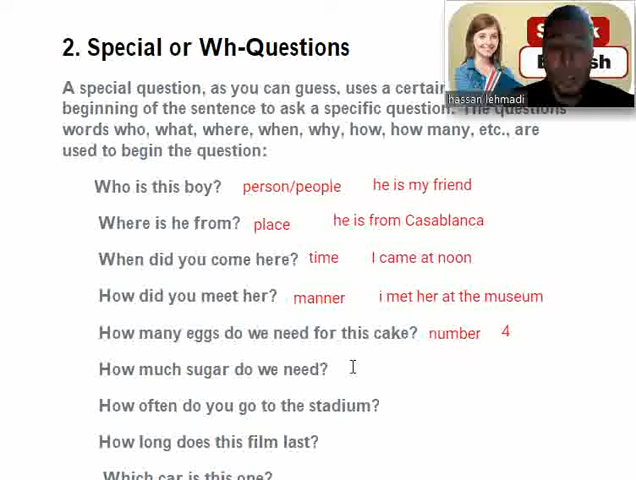 2. Special or Wh-Questions
A special question, as you can guess, uses a certain
beginning of the sentence to ask a specific question. The questions
words who, what, where, when, why, how, how many, etc., are
used to begin the question:
Who is this boy? person/people he is my friend
Where is he from? place he is from Casablanca
When did you come here? time I came at noon
How did you meet her? manner i met her at the museum
How many eggs do we need for this cake? number 4
How much sugar do we need?
How often do you go to the stadium?
How long does this film last?
Which car is this one?
hassan lehmadi